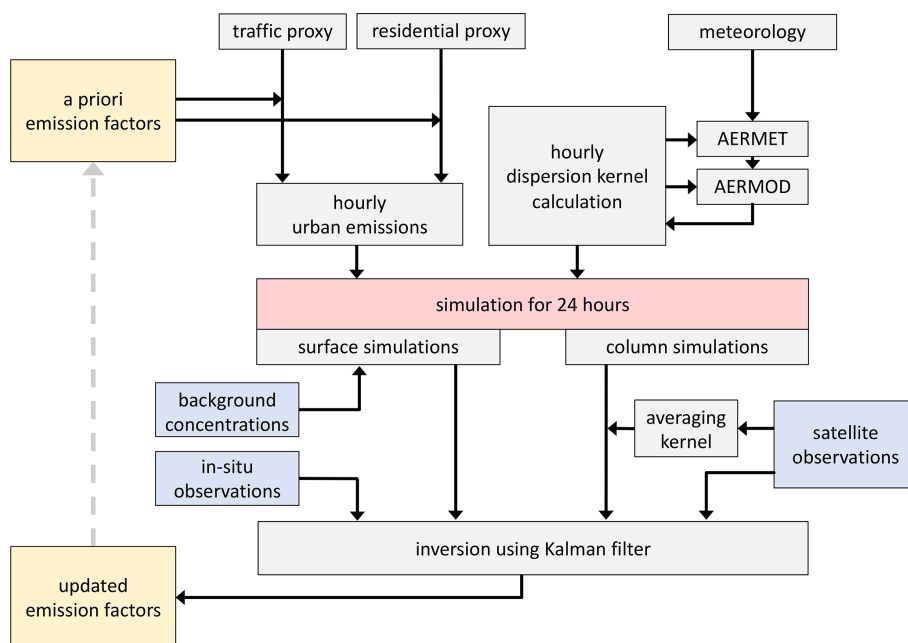 traffic proxy
residential proxy
meteorology
a priori
emission factors
AERMET
hourly
dispersion kernel
calculation
AERMOD
hourly
urban emissions
simulation for 24 hours
surface simulations
column simulations
background
concentrations
averaging
kernel
satellite
observations
in-situ
observations
inversion using Kalman filter
updated
emission factors